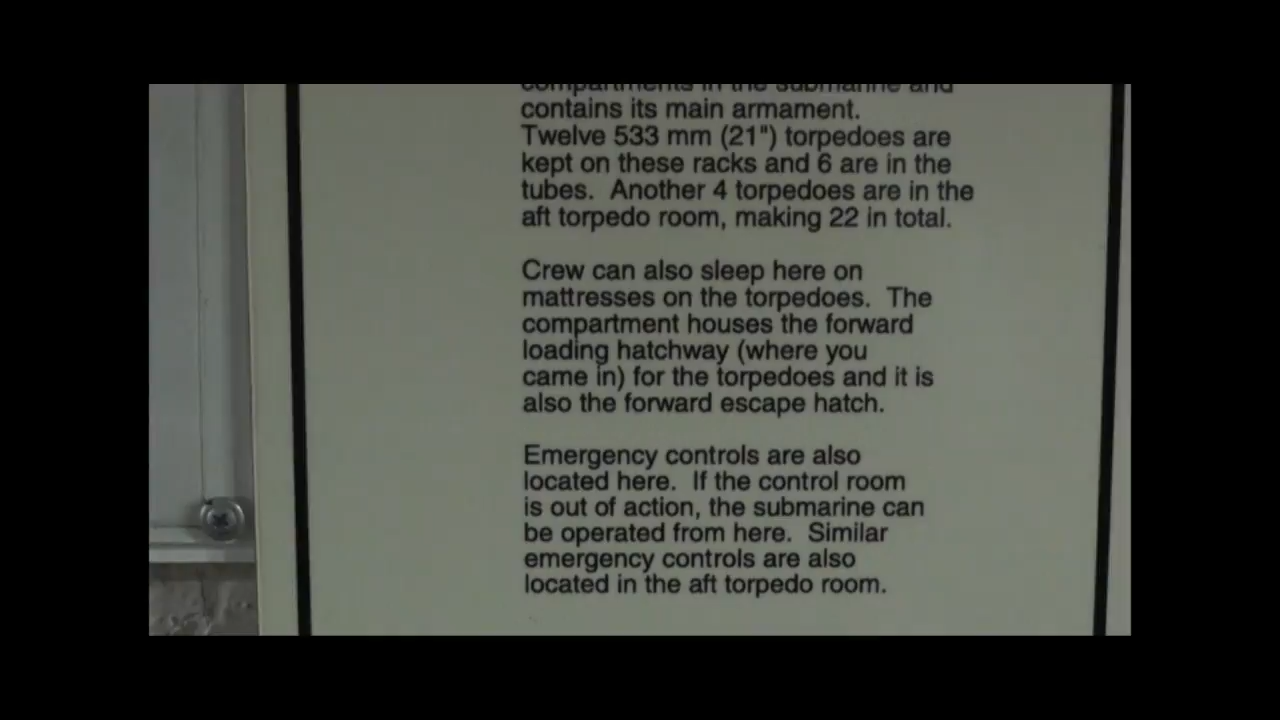 compartments in the submarine and
contains its main armament.
Twelve 533 mm (21") torpedoes are
kept on these racks and 6 are in the
tubes.  Another 4 torpedoes are in the
aft torpedo room, making 22 in total.
Crew can also sleep here on
mattresses on the torpedoes.  The
compartment houses the forward
loading hatchway (where you
came in) for the torpedoes and it is
also the forward escape hatch.
Emergency controls are also
located here.  If the control room
is out of action, the submarine can
be operated from here.  Similar
emergency controls are also
located in the aft torpedo room.